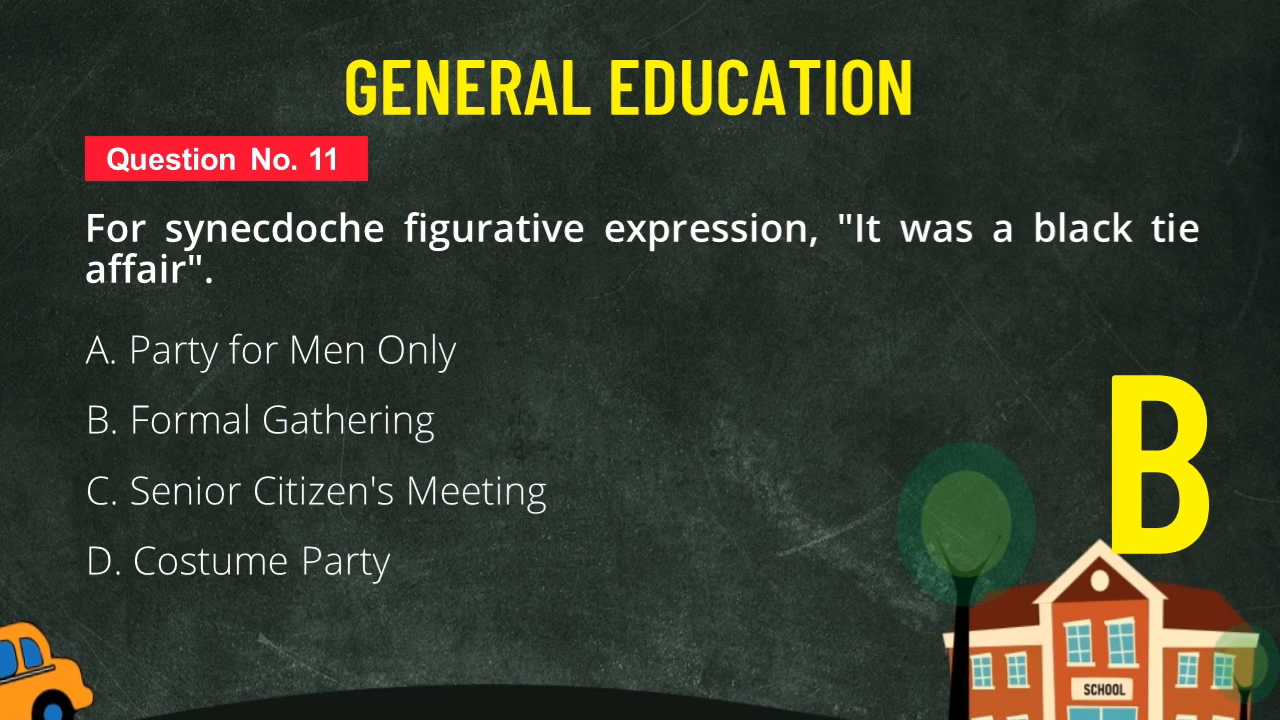 GENERAL EDUCATION
Question No. 11
For synecdoche figurative expression, "It was a black tie
affair".
A. Party for Men Only
B. Formal Gathering
C. Senior Citizen's Meeting
D. Costume Party
B
SCHOOL